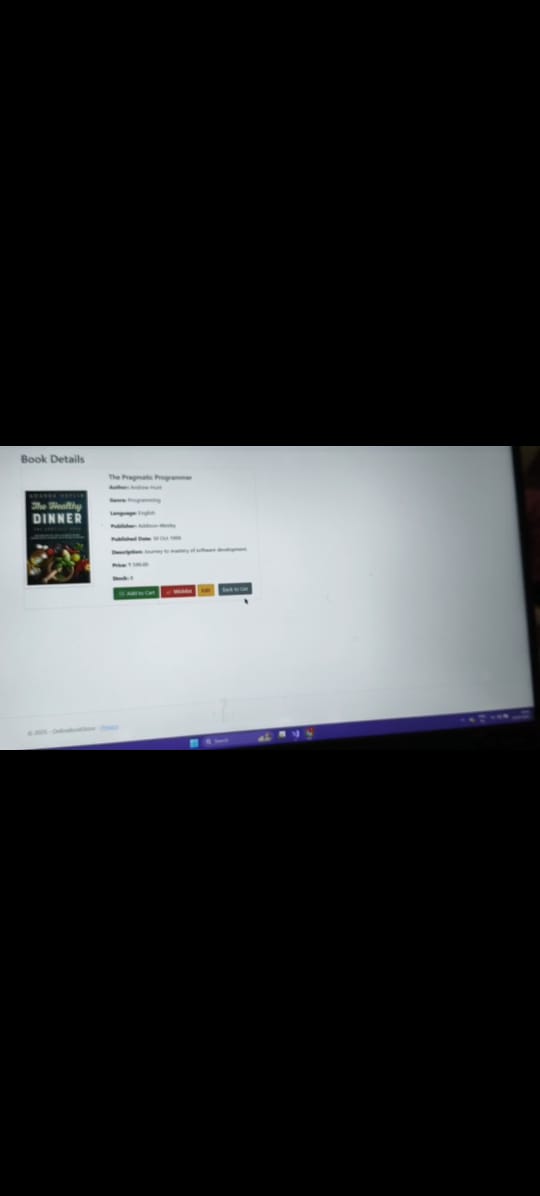 Book Details
The Healthy
DINNER
The Pragmatic Programmer
Author: Andrew Hunt
Genre: Programming
Language: English
Publisher: Addison-Wesley
Published Date: 30 Oct 1999
Description: Journey to mastery of software development.
Price: ₹ 599.00
Stock: 8
Add to Cart Wishlist Edit Back to List
© 2025 - OnlineBookStore - Privacy
Search